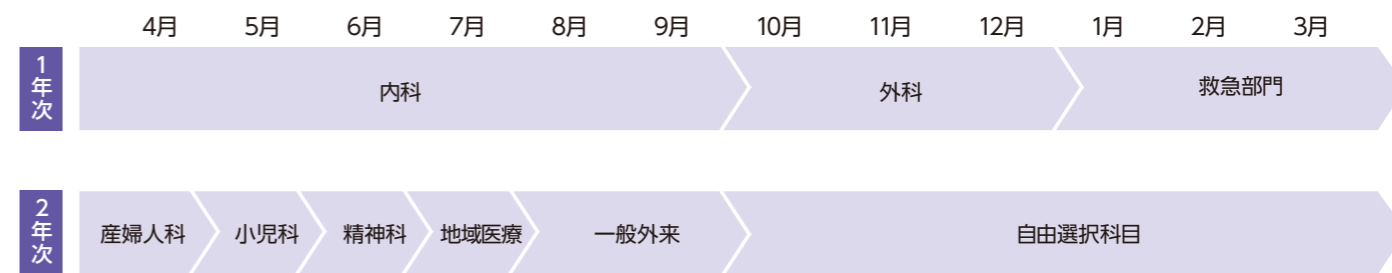 4月 5月 6月 7月 8月 9月 10月 11月 12月 1月 2月 3月
1年次
内科 外科 救急部門
2年次
産婦人科 小児科 精神科 地域医療 一般外来 自由選択科目